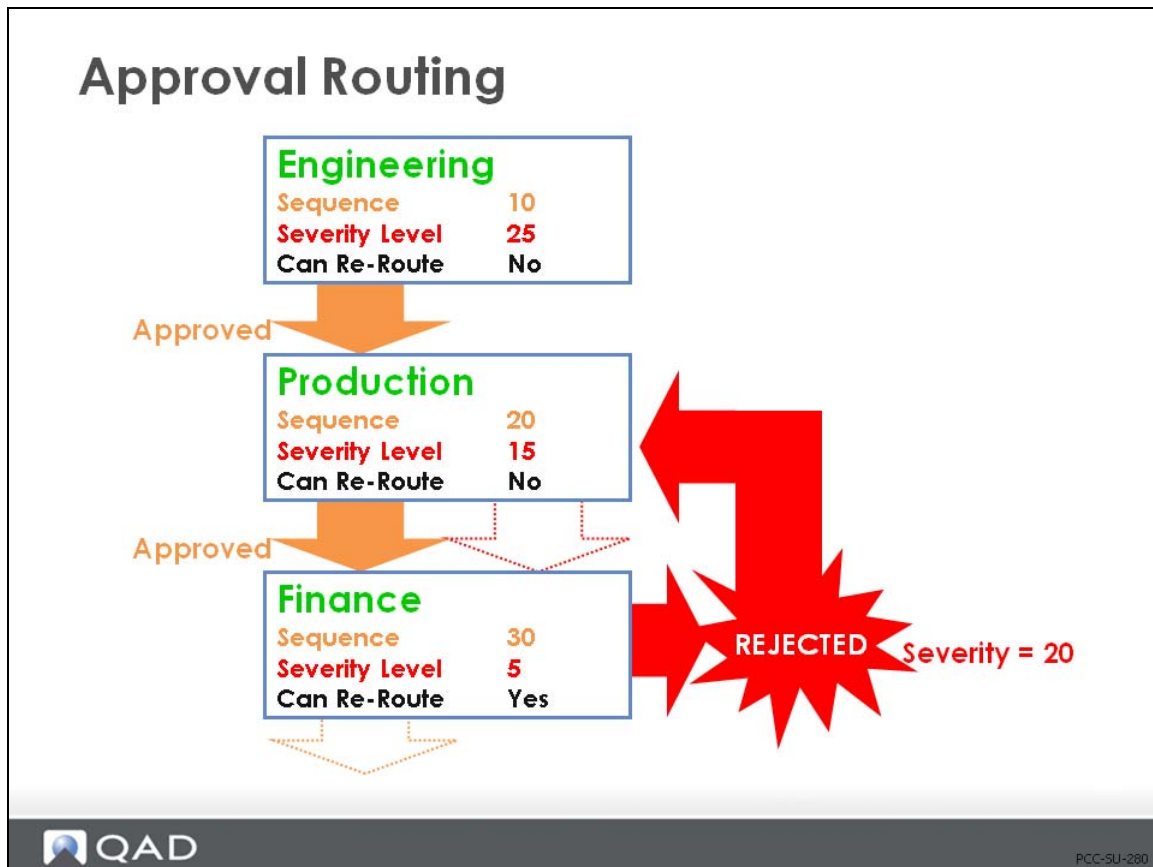 Approval Routing
Engineering
Sequence 10
Severity Level 25
Can Re-Route No
Approved
Production
Sequence 20
Severity Level 15
Can Re-Route No
Approved
Finance
Sequence 30
Severity Level 5
Can Re-Route Yes
REJECTED
Severity = 20
QAD
PCC-SU-280